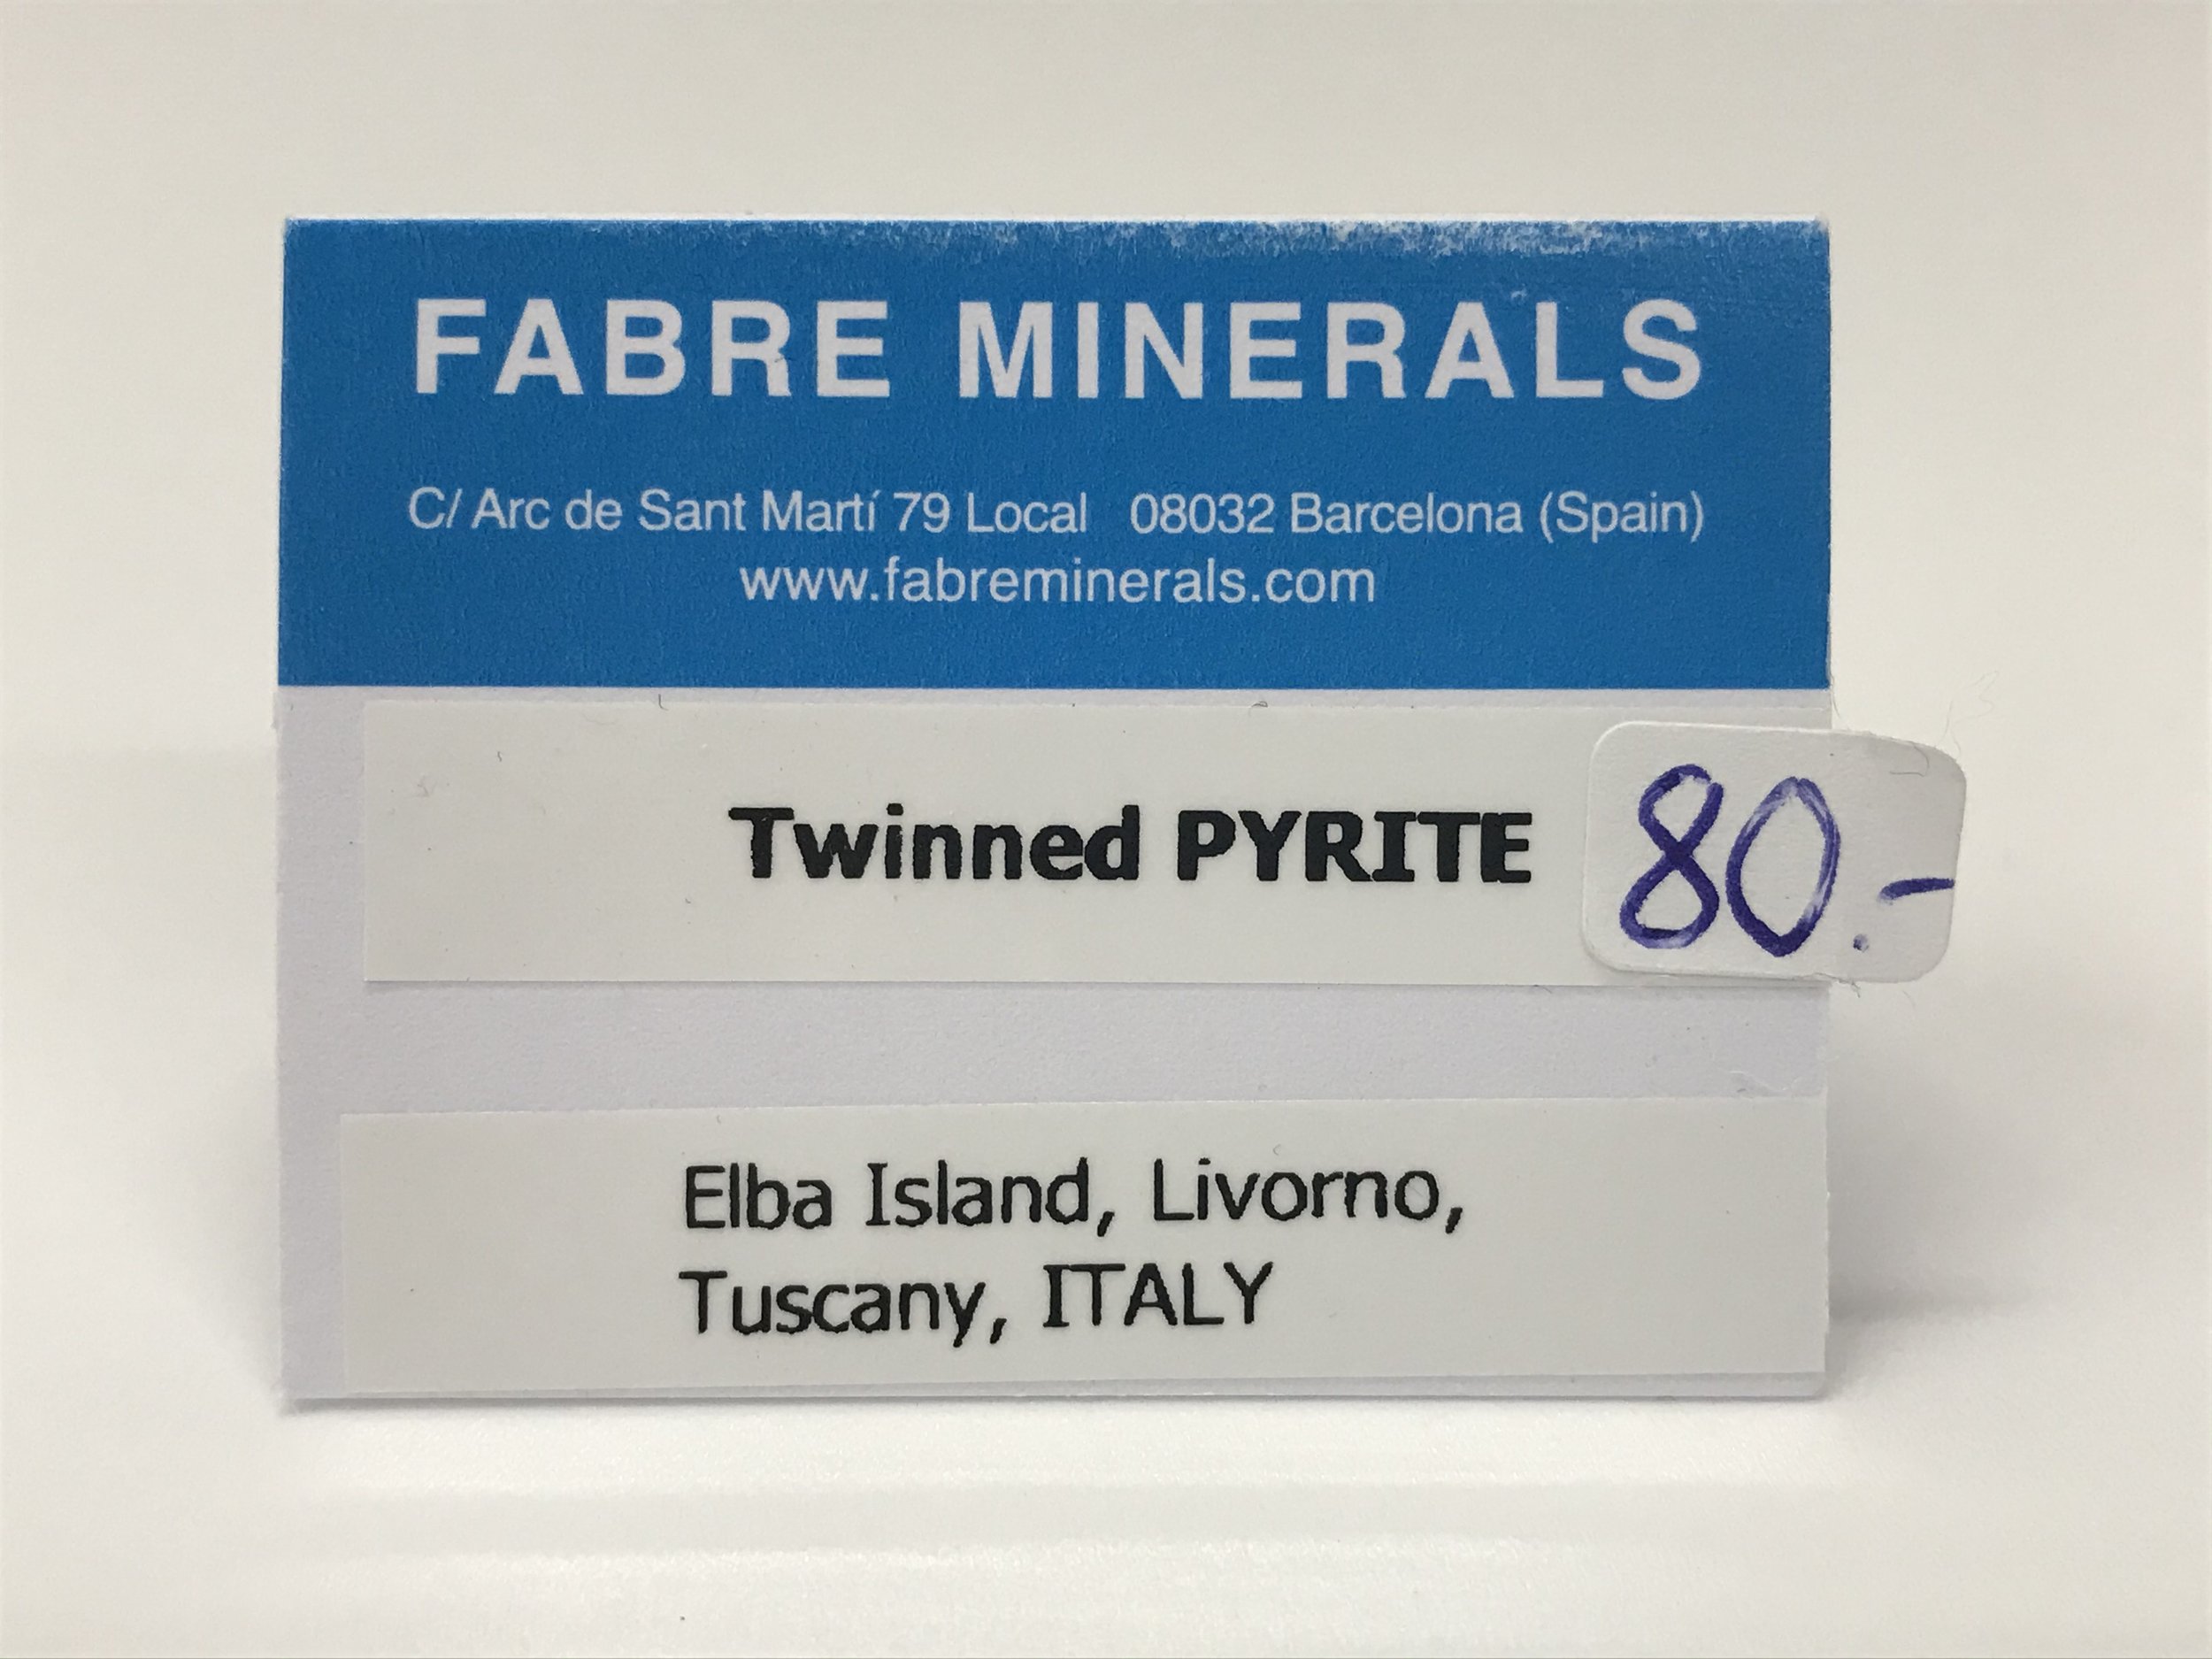 FABRE MINERALS
C/ Arc de Sant Martí 79 Local 08032 Barcelona (Spain)
www.fabreminerals.com
Twinned PYRITE
80.-
Elba Island, Livorno,
Tuscany, ITALY